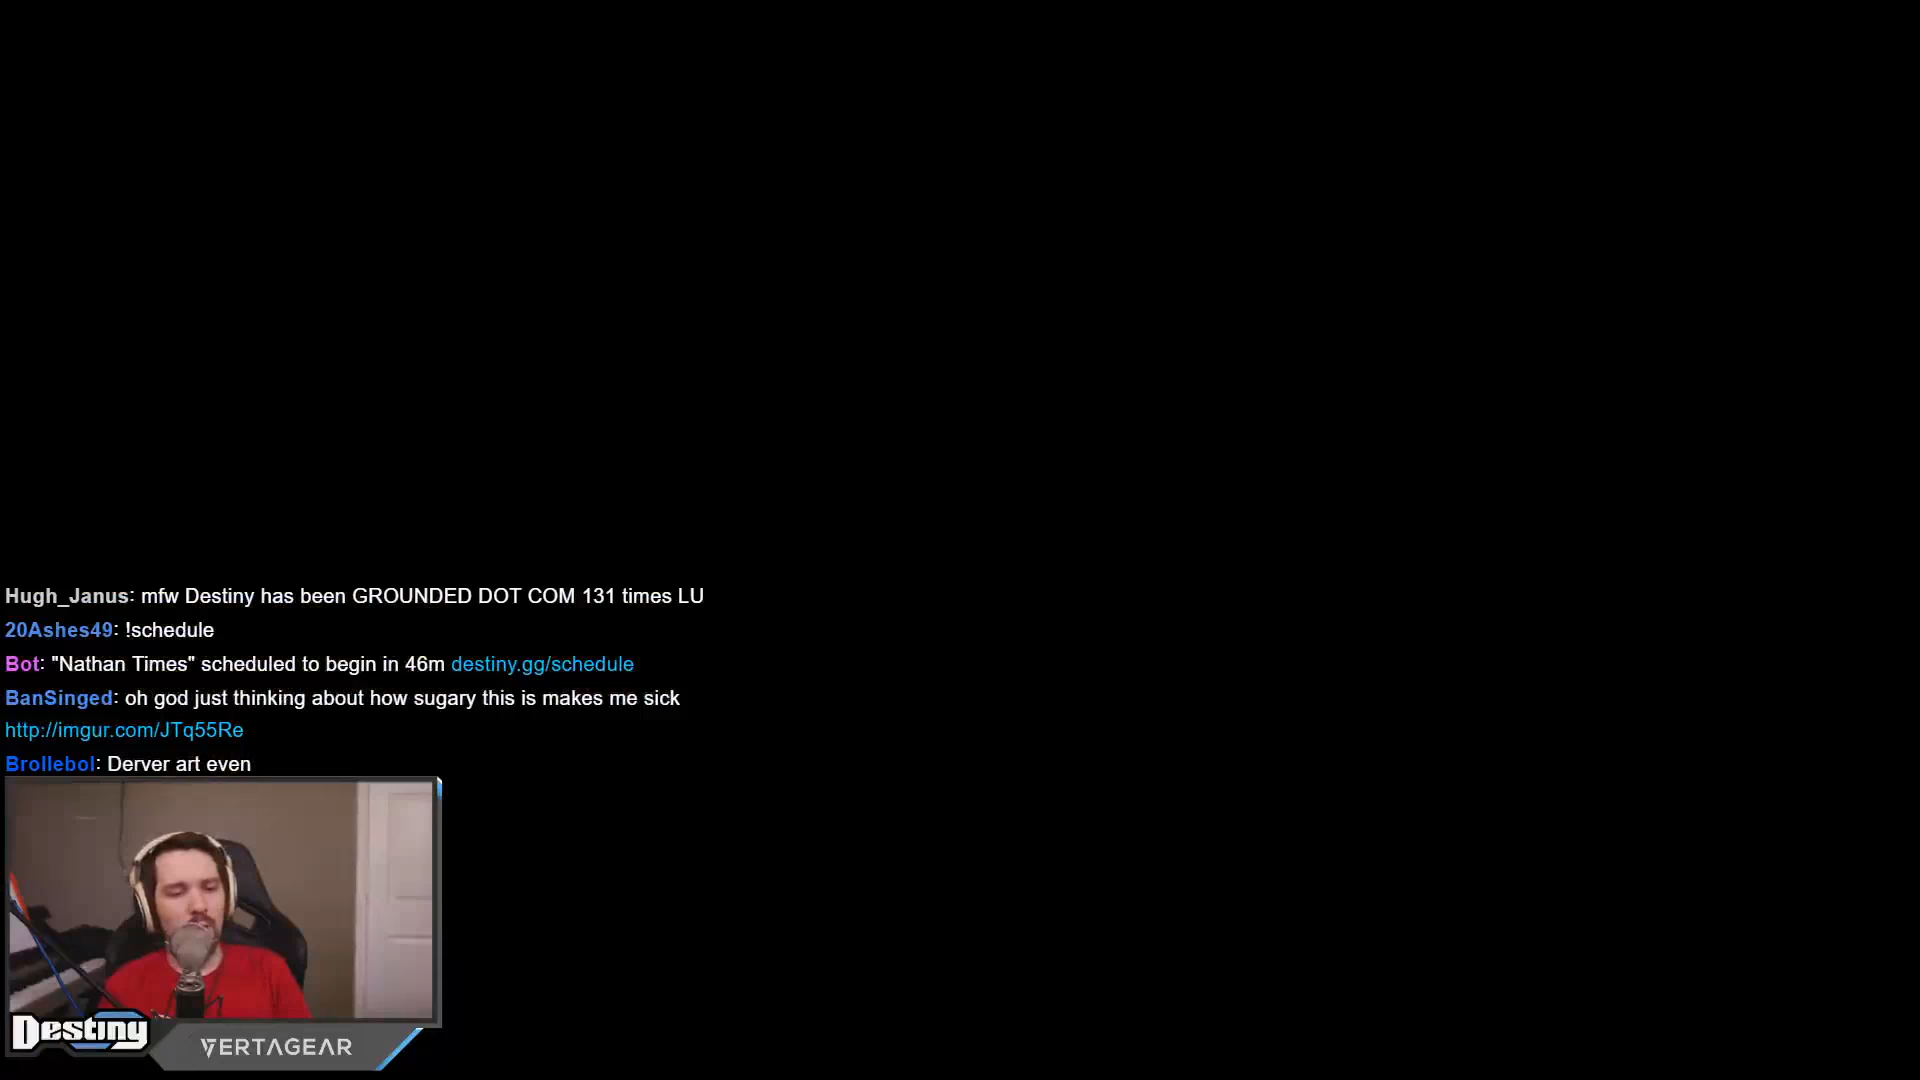 Hugh_Janus: mfw Destiny has been GROUNDED DOT COM 131 times LU
20Ashes49: !schedule
Bot: "Nathan Times" scheduled to begin in 46m destiny.gg/schedule
BanSinged: oh god just thinking about how sugary this is makes me sick
http://imgur.com/JTq55Re
Brollebol: Derver art even
Destiny
VERTAGEAR